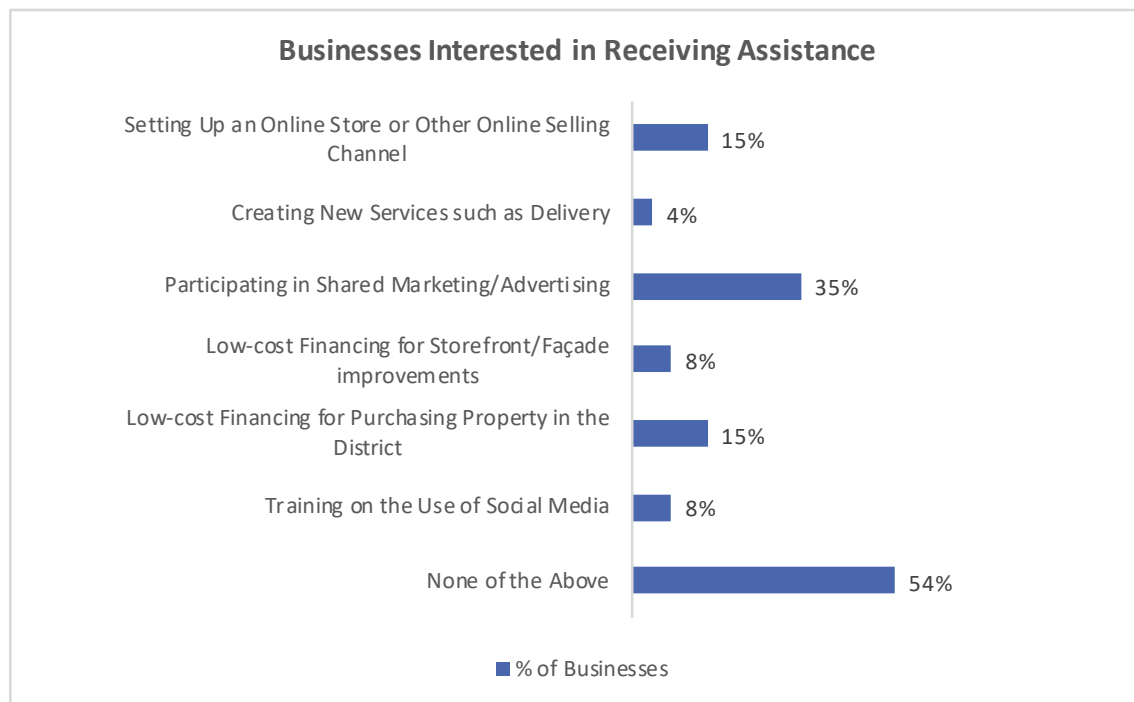 Businesses Interested in Receiving Assistance
Setting Up an Online Store or Other Online Selling
Channel
15%
Creating New Services such as Delivery
4%
Participating in Shared Marketing/Advertising
35%
Low-cost Financing for Storefront/Façade
improvements
8%
Low-cost Financing for Purchasing Property in the
District
15%
Training on the Use of Social Media
8%
None of the Above
54%
% of Businesses